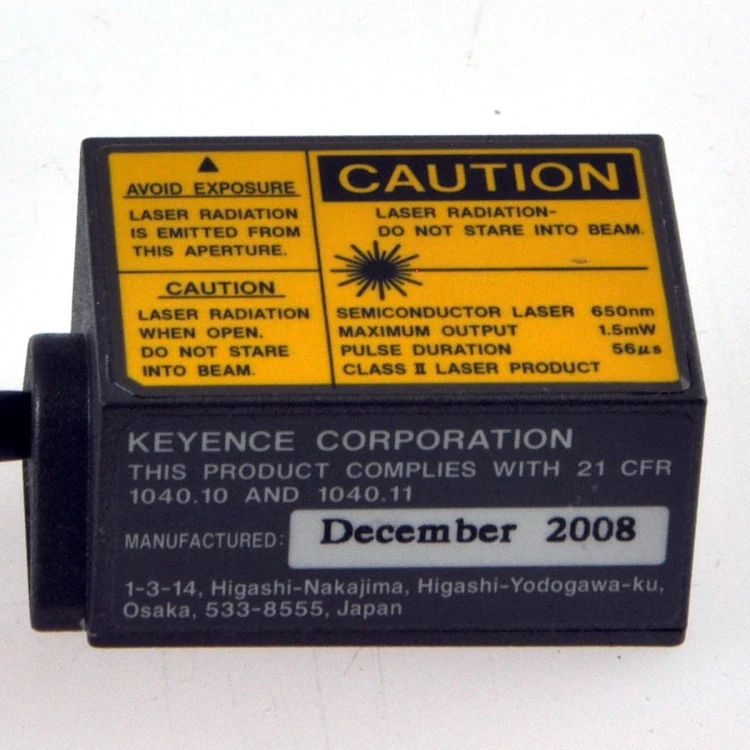 AVOID EXPOSURE
LASER RADIATION
IS EMITTED FROM
THIS APERTURE.
CAUTION
LASER RADIATION
WHEN OPEN.
DO NOT STARE
INTO BEAM.
CAUTION
LASER RADIATION-
DO NOT STARE INTO BEAM.
SEMICONDUCTOR LASER 650nm
MAXIMUM OUTPUT 1.5mW
PULSE DURATION 56μs
CLASS Ⅱ LASER PRODUCT
KEYENCE CORPORATION
THIS PRODUCT COMPLIES WITH 21 CFR
1040.10 AND 1040.11
MANUFACTURED: December 2008
1-3-14, Higashi-Nakajima, Higashi-Yodogawa-ku,
Osaka, 533-8555, Japan